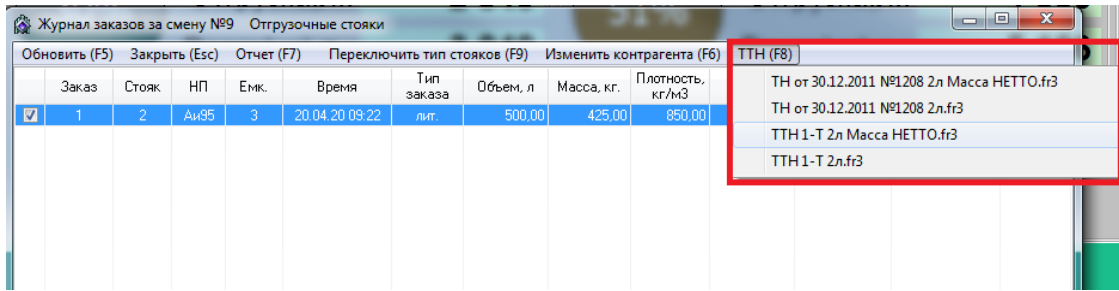 Журнал заказов за смену №9 Отгрузочные стояки
Обновить (F5) Закрыть (Esc) Отчет (F7) Переключить тип стояков (F9) Изменить контрагента (F6) ТТН (F8)
Заказ Стояк НП Емк. Время Тип заказа Объем, л Масса, кг. Плотность, кг/м3
1 2 Аи95 3 20.04.20 09:22 лит. 500,00 425,00 850,00
ТН от 30.12.2011 №1208 2л Масса НЕТТО.fr3
ТН от 30.12.2011 №1208 2л.fr3
ТТН 1-Т 2л Масса НЕТТО.fr3
ТТН 1-Т 2л.fr3